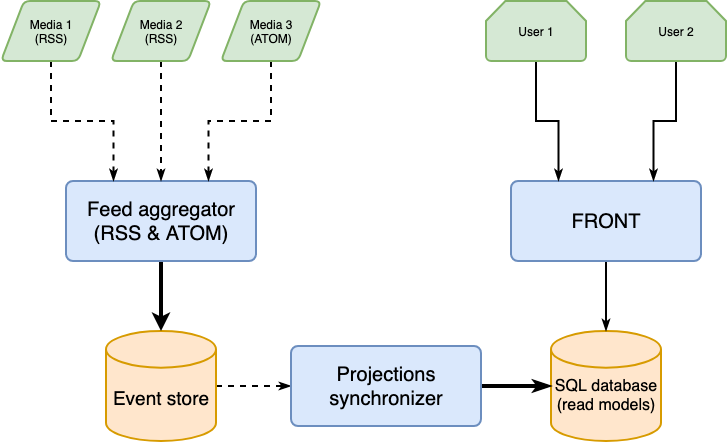 Media 1
(RSS)
Media 2
(RSS)
Media 3
(ATOM)
User 1
User 2
Feed aggregator
(RSS & ATOM)
FRONT
Event store
Projections
synchronizer
SQL database
(read models)